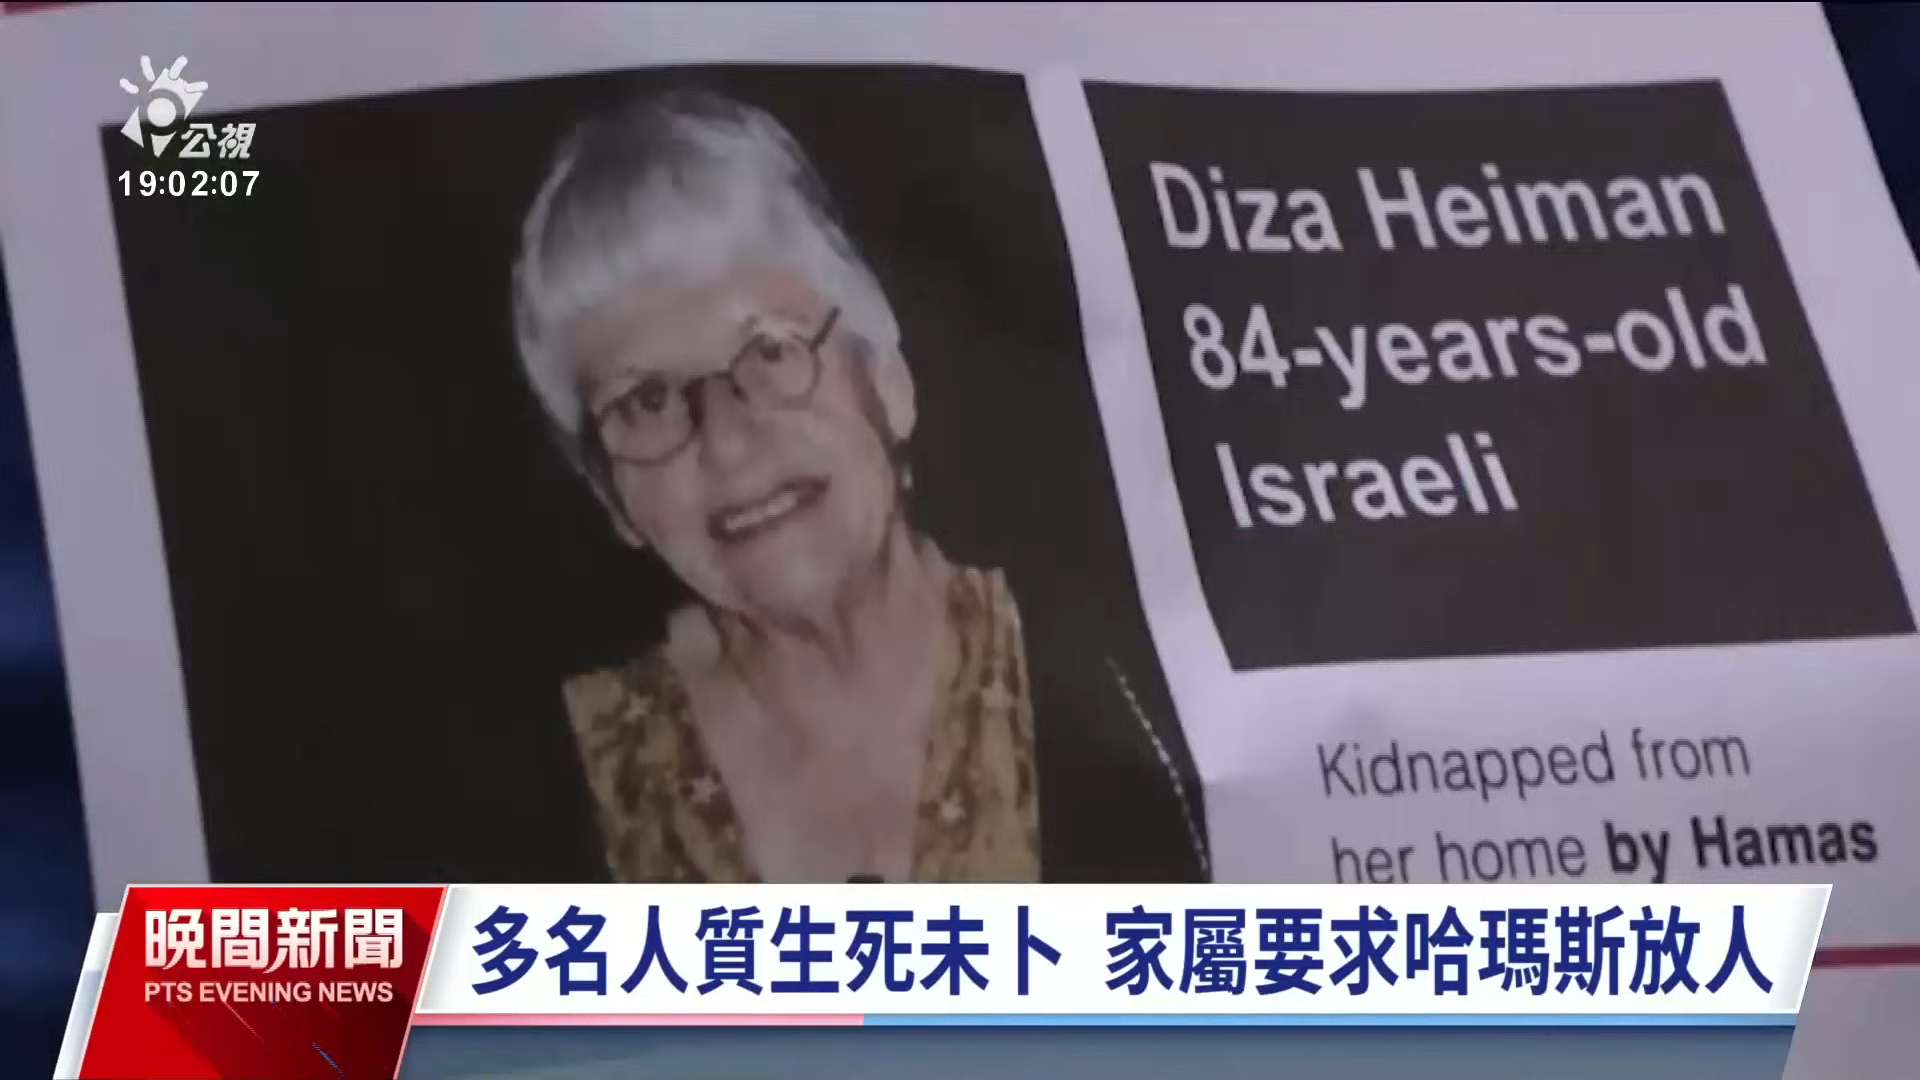 公視
19:02:07
Diza Heiman
84-years-old
Israeli
Kidnapped from
her home by Hamas
晚間新聞
PTS EVENING NEWS
多名人質生死未卜 家屬要求哈瑪斯放人